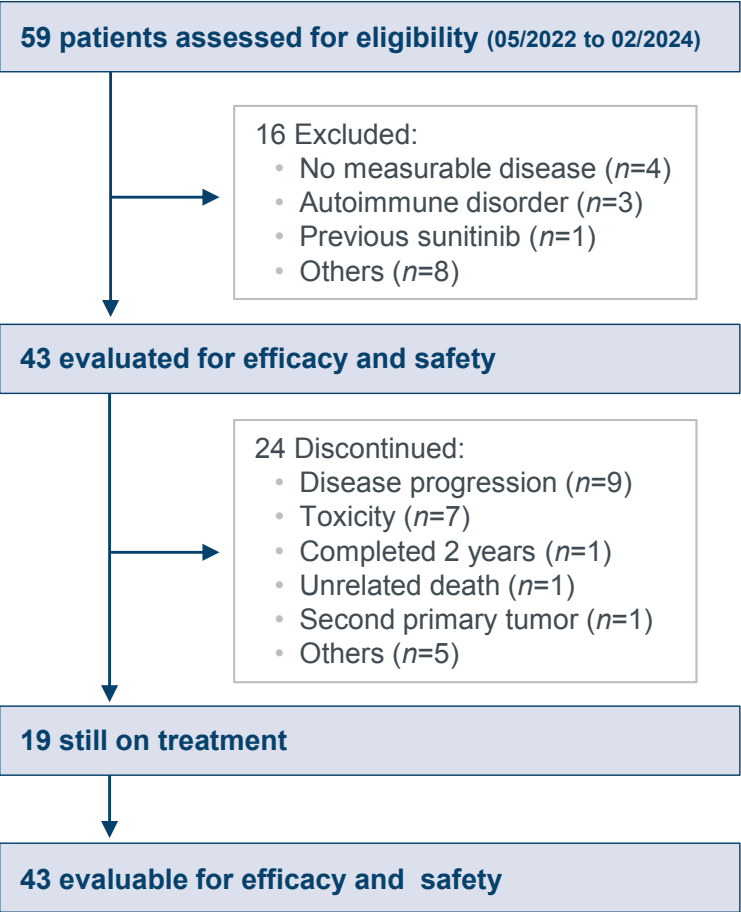 59 patients assessed for eligibility (05/2022 to 02/2024)
16 Excluded:
• No measurable disease (n=4)
• Autoimmune disorder (n=3)
• Previous sunitinib (n=1)
• Others (n=8)
43 evaluated for efficacy and safety
24 Discontinued:
• Disease progression (n=9)
• Toxicity (n=7)
• Completed 2 years (n=1)
• Unrelated death (n=1)
• Second primary tumor (n=1)
• Others (n=5)
19 still on treatment
43 evaluable for efficacy and  safety